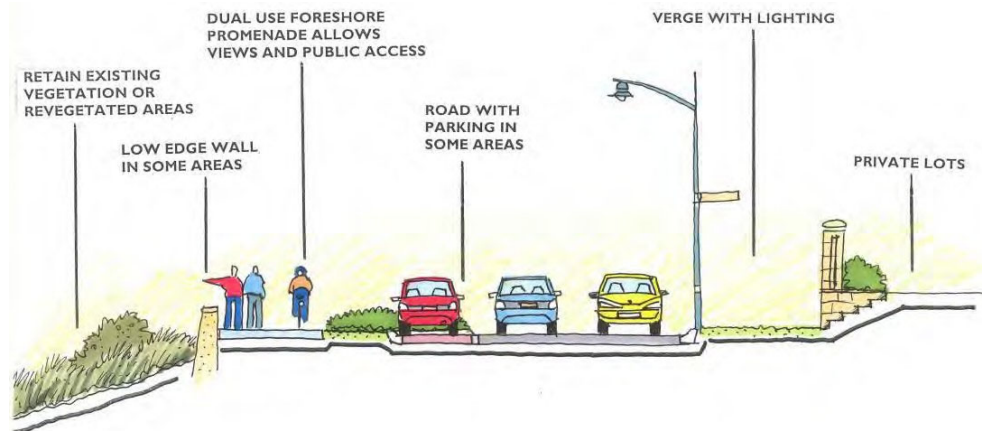 RETAIN EXISTING
VEGETATION OR
REVEGETATED AREAS
LOW EDGE WALL
IN SOME AREAS
DUAL USE FORESHORE
PROMENADE ALLOWS
VIEWS AND PUBLIC ACCESS
ROAD WITH
PARKING IN
SOME AREAS
VERGE WITH LIGHTING
PRIVATE LOTS